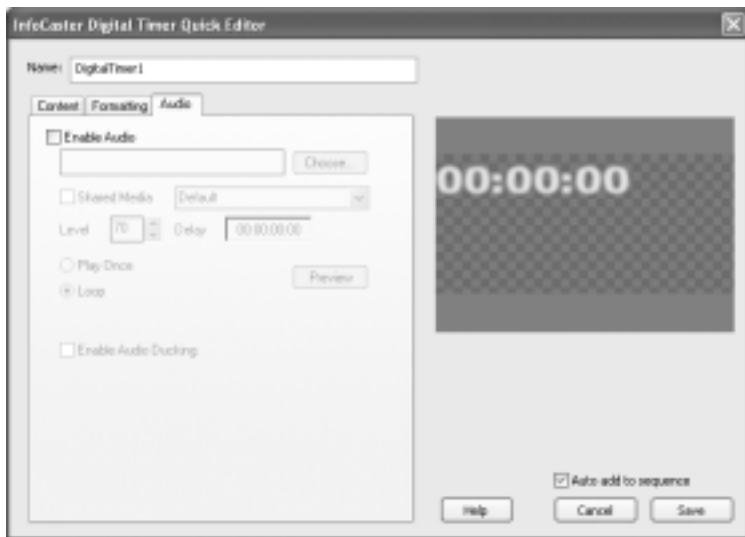 InfoCaster Digital Timer Quick Editor
Name: DigitalTimer1
Content Formatting Audio
Enable Audio
Choose...
Shared Media Default
Level 70 Delay 00:00:00:00
Play Once
Loop
Preview
Enable Audio Ducking
00:00:00
Auto add to sequence
Help Cancel Save